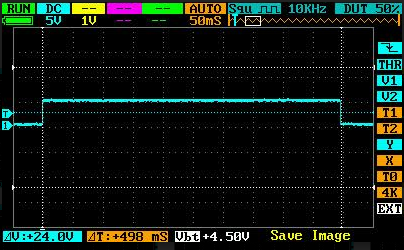 RUN DC -- -- -- AUTO Squ 10KHz DUT 50%
5V 1V -- -- 50mS T
THR
V1
V2
T T1
1 T2
Y
X
T0
4K
EXT
ΔV:+24.0V ΔT:+498 mS Vbt +4.50V Save Image